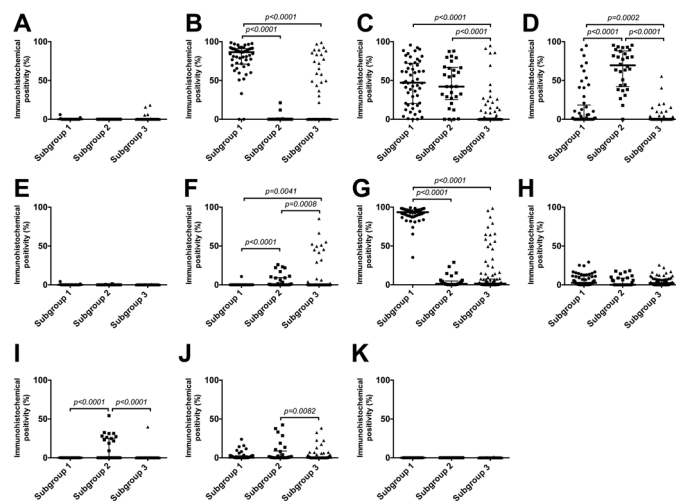 A
Immunohistochemical
positivity (%)
100
50
0
Subgroup 1
Subgroup 2
Subgroup 3
B
Immunohistochemical
positivity (%)
p<0.0001
p<0.0001
100
50
0
Subgroup 1
Subgroup 2
Subgroup 3
C
Immunohistochemical
positivity (%)
p<0.0001
p<0.0001
100
50
0
Subgroup 1
Subgroup 2
Subgroup 3
D
Immunohistochemical
positivity (%)
p=0.0002
p<0.0001 p<0.0001
100
50
0
Subgroup 1
Subgroup 2
Subgroup 3
E
Immunohistochemical
positivity (%)
100
50
0
Subgroup 1
Subgroup 2
Subgroup 3
F
Immunohistochemical
positivity (%)
p=0.0041
p=0.0008
p<0.0001
100
50
0
Subgroup 1
Subgroup 2
Subgroup 3
G
Immunohistochemical
positivity (%)
p<0.0001
p<0.0001
100
50
0
Subgroup 1
Subgroup 2
Subgroup 3
H
Immunohistochemical
positivity (%)
100
50
0
Subgroup 1
Subgroup 2
Subgroup 3
I
Immunohistochemical
positivity (%)
p<0.0001 p<0.0001
100
50
0
Subgroup 1
Subgroup 2
Subgroup 3
J
Immunohistochemical
positivity (%)
p=0.0082
100
50
0
Subgroup 1
Subgroup 2
Subgroup 3
K
Immunohistochemical
positivity (%)
100
50
0
Subgroup 1
Subgroup 2
Subgroup 3